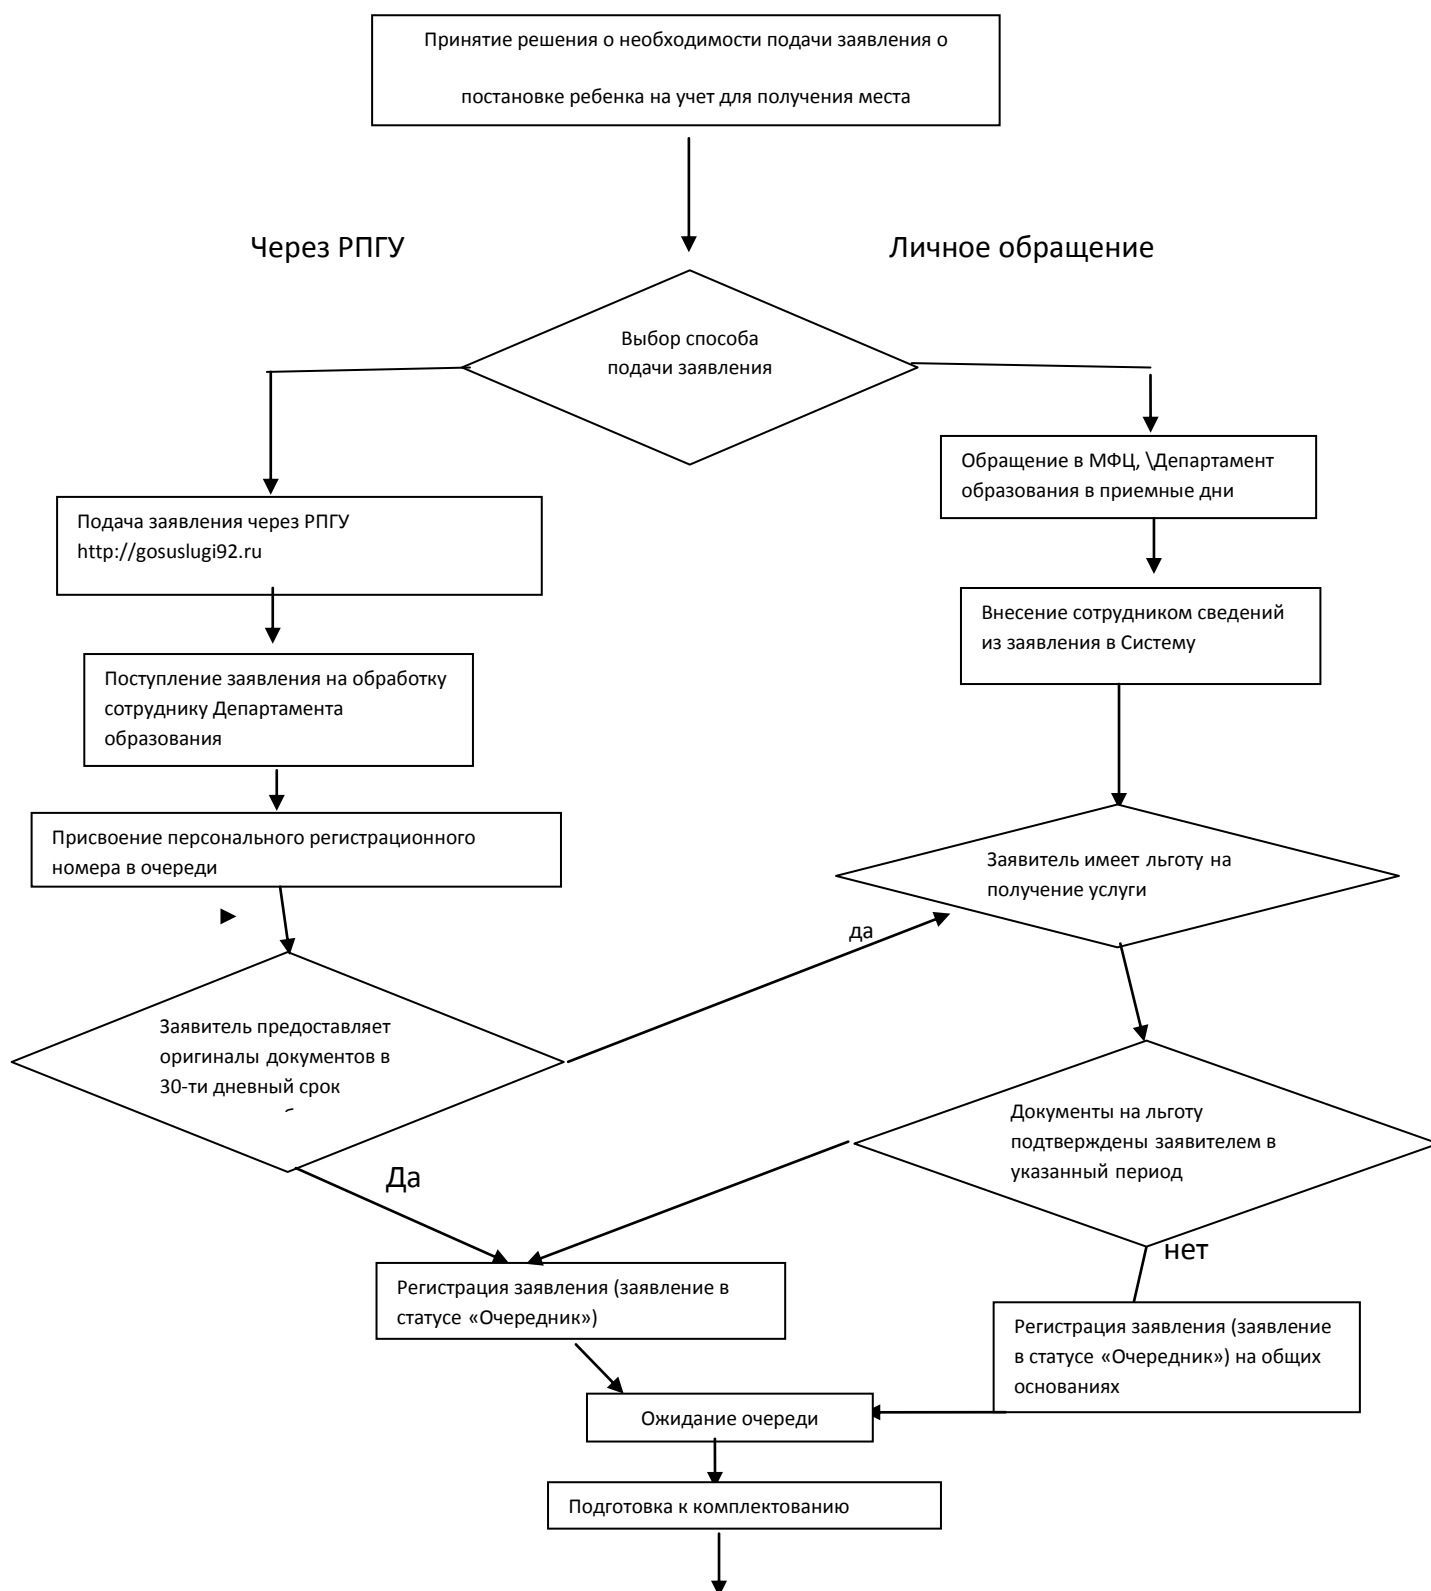 Принятие решения о необходимости подачи заявления о
постановке ребенка на учет для получения места
Через РПГУ
Личное обращение
Выбор способа
подачи заявления
Обращение в МФЦ, \Департамент
образования в приемные дни
Подача заявления через РПГУ
http://gosuslugi92.ru
Внесение сотрудником сведений
из заявления в Систему
Поступление заявления на обработку
сотруднику Департамента
образования
Присвоение персонального регистрационного
номера в очереди
Заявитель имеет льготу на
получение услуги
да
Заявитель предоставляет
оригиналы документов в
30-ти дневный срок
Документы на льготу
подтверждены заявителем в
указанный период
Да
нет
Регистрация заявления (заявление в
статусе «Очередник»)
Регистрация заявления (заявление
в статусе «Очередник») на общих
основаниях
Ожидание очереди
Подготовка к комплектованию